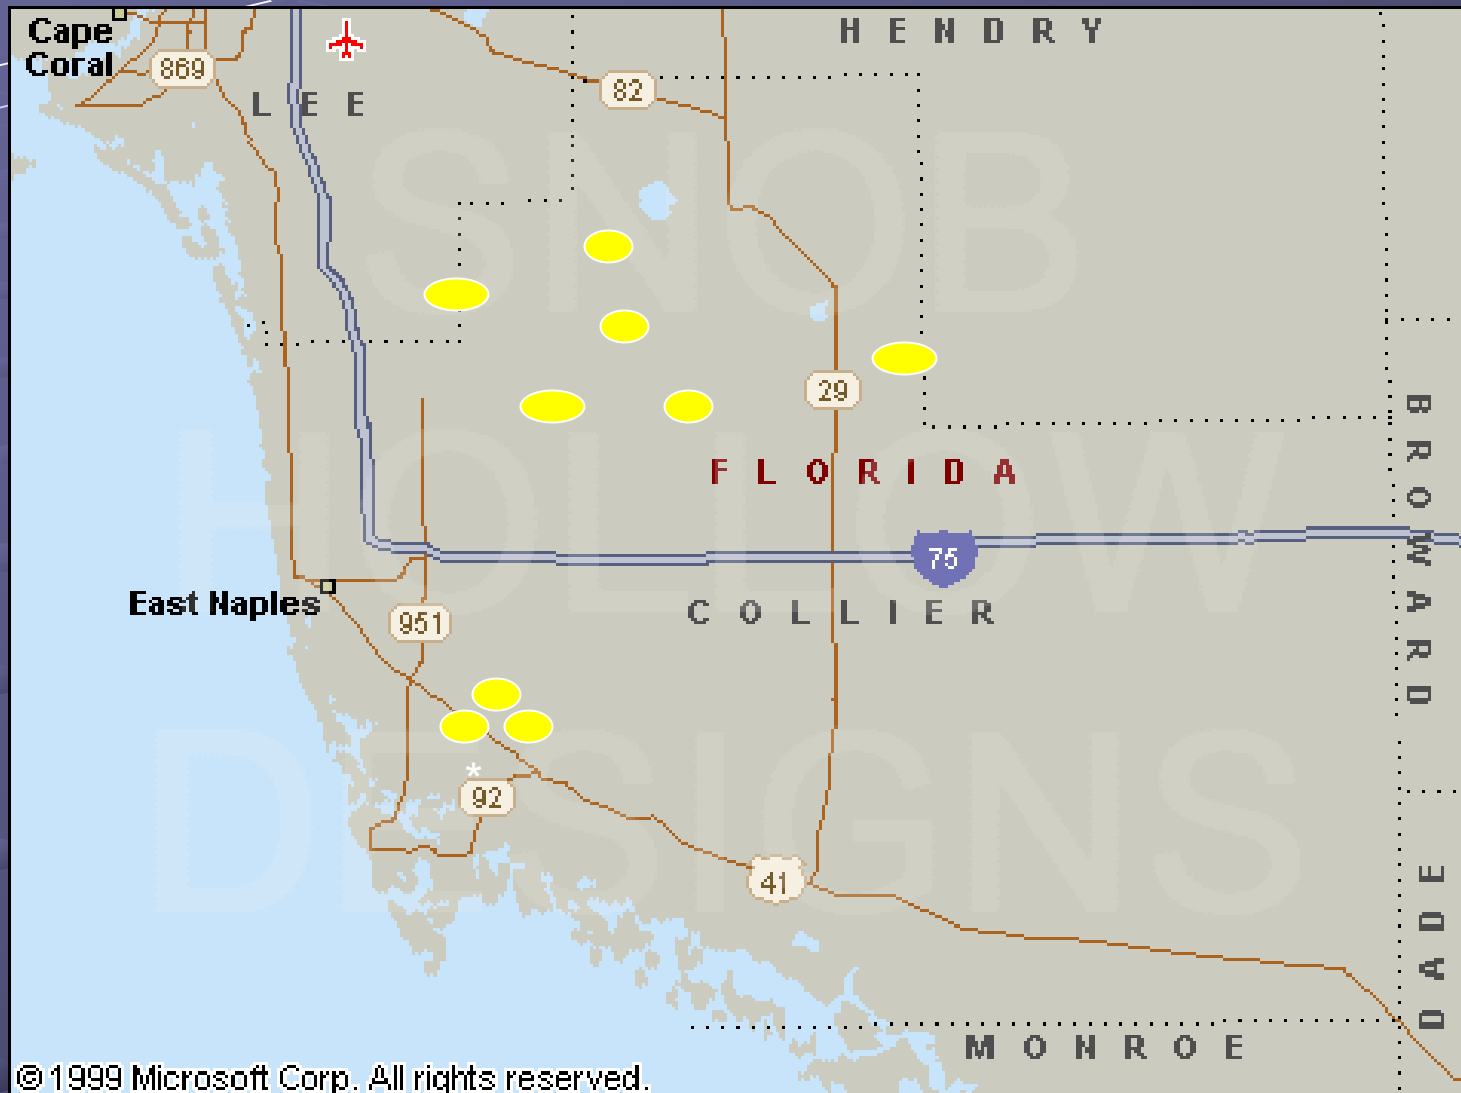 Cape
Coral
HENDRY
869
82
LEE
SNOB
29
FLORIDA
BROWARD
HOLLOW
75
East Naples
COLLIER
951
*
92
DESIGNS
41
DADE
MONROE
© 1999 Microsoft Corp. All rights reserved.